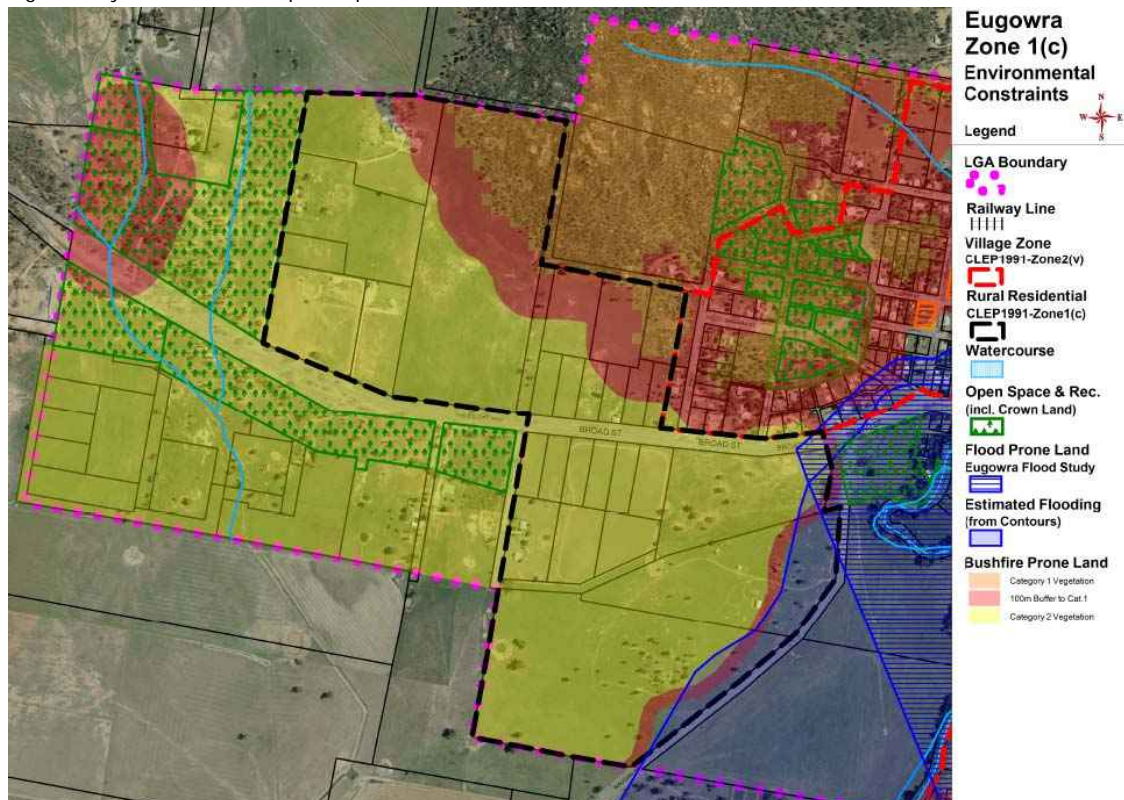 Eugowra
Zone 1(c)
Environmental
Constraints
N
W
E
S
Legend
LGA Boundary
Railway Line
Village Zone
CLEP1991-Zone2(v)
Rural Residential
CLEP1991-Zone1(c)
Watercourse
Open Space & Rec.
(incl. Crown Land)
Flood Prone Land
Eugowra Flood Study
Estimated Flooding
(from Contours)
Bushfire Prone Land
Category 1 Vegetation
100m Buffer to Cat.1
Category 2 Vegetation
BROAD ST
BROAD ST